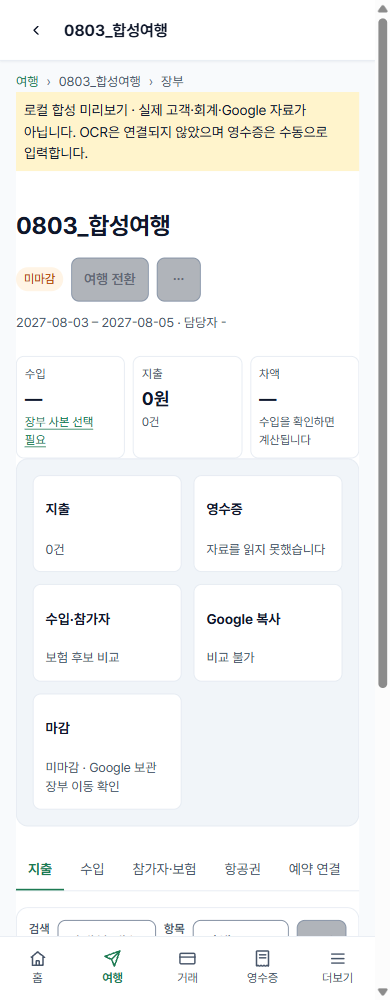 0803_합성여행
여행 › 0803_합성여행 › 장부
로컬 합성 미리보기 · 실제 고객·회계·Google 자료가
아닙니다. OCR은 연결되지 않았으며 영수증은 수동으로
입력합니다.
0803_합성여행
미마감
여행 전환
···
2027-08-03 – 2027-08-05 · 담당자 -
수입
—
장부 사본 선택
필요
지출
0원
0건
차액
—
수입을 확인하면
계산됩니다
지출
0건
영수증
자료를 읽지 못했습니다
수입·참가자
보험 후보 비교
Google 복사
비교 불가
마감
미마감 · Google 보관
장부 이동 확인
지출
수입
참가자·보험
항공권
예약 연결
검색
항목
홈
여행
거래
영수증
더보기